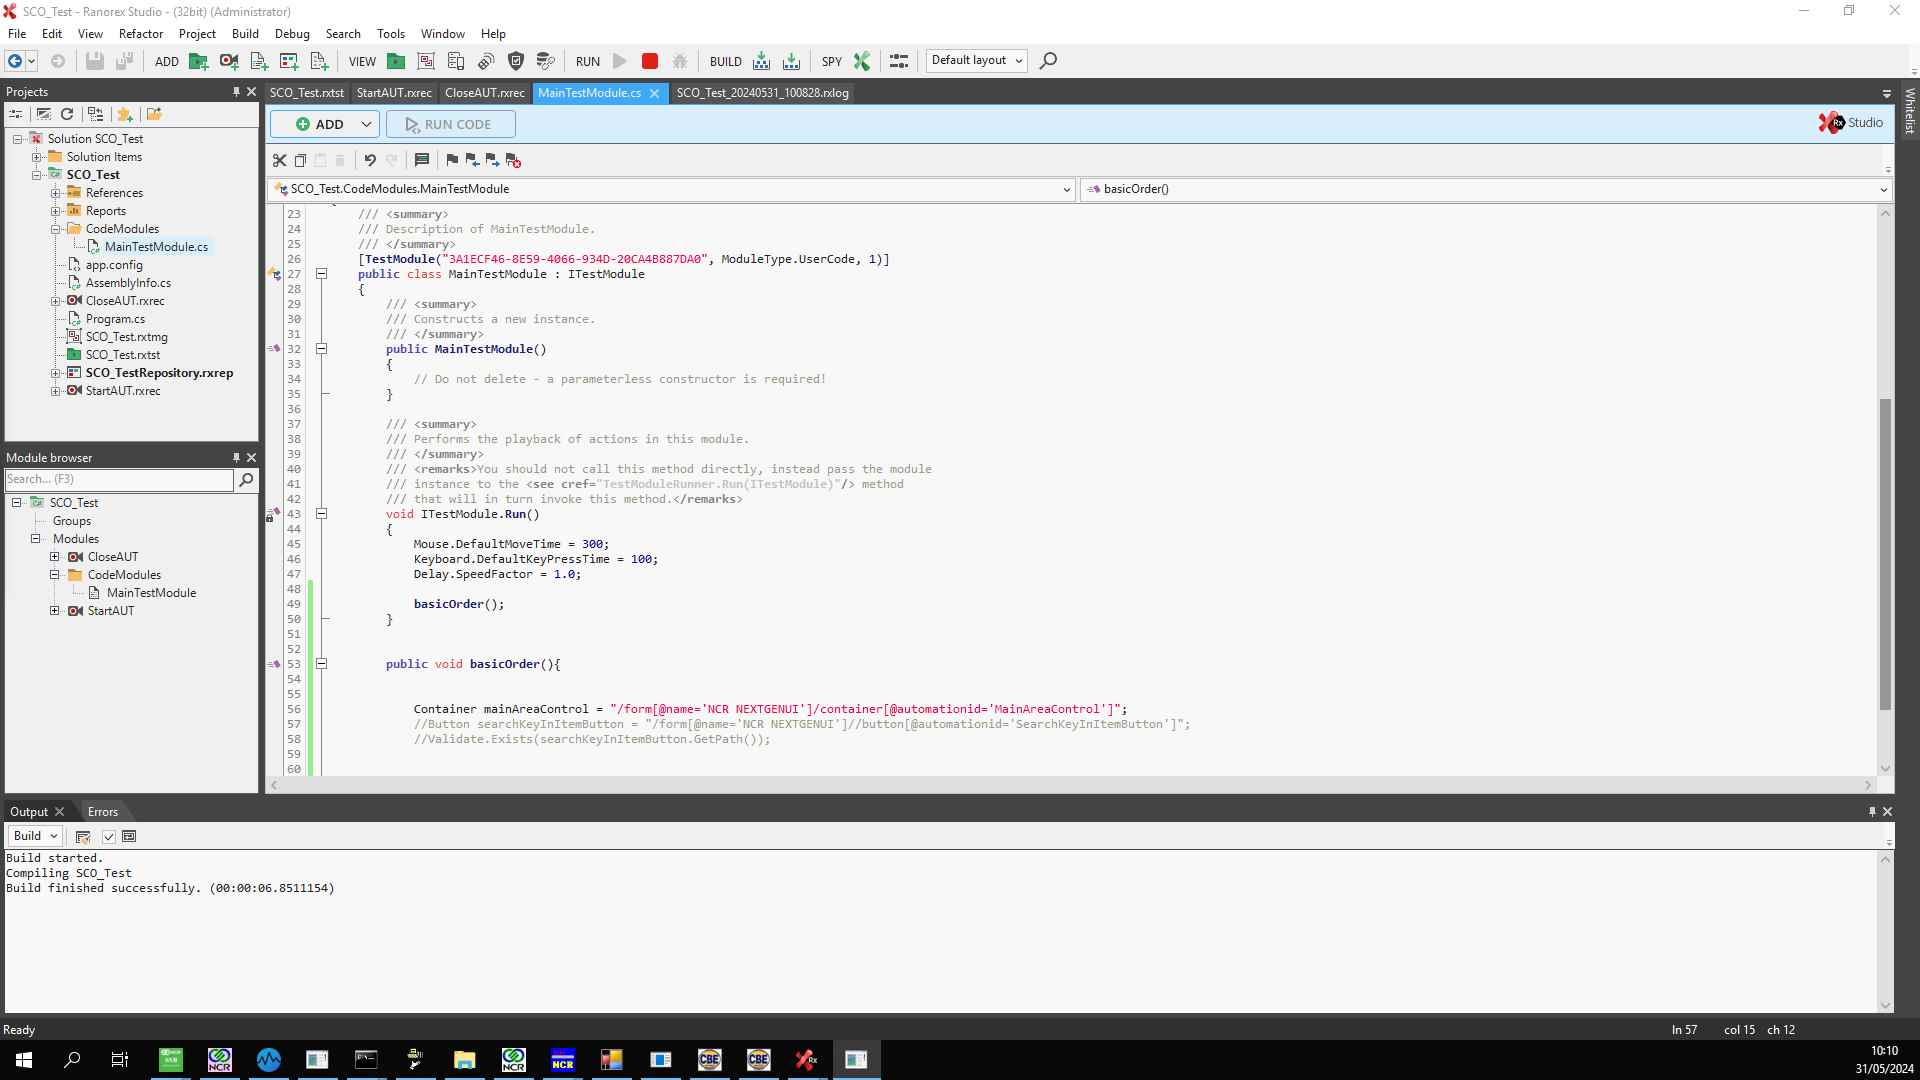 SCO_Test - Ranorex Studio - (32bit) (Administrator)
File Edit View Refactor Project Build Debug Search Tools Window Help
ADD VIEW RUN BUILD SPY Default layout
Projects
SCO_Test.rxtst StartAUT.rxrec CloseAUT.rxrec MainTestModule.cs SCO_Test_20240531_100828.rxlog
Whitelist
ADD RUN CODE
Rx Studio
Solution SCO_Test
Solution Items
SCO_Test
References
Reports
CodeModules
MainTestModule.cs
app.config
AssemblyInfo.cs
CloseAUT.rxrec
Program.cs
SCO_Test.rxtmg
SCO_Test.rxtst
SCO_TestRepository.rxrep
StartAUT.rxrec
Module browser
Search... (F3)
SCO_Test
Groups
Modules
CloseAUT
CodeModules
MainTestModule
StartAUT
SCO_Test.CodeModules.MainTestModule basicOrder()
23 /// <summary>
24 /// Description of MainTestModule.
25 /// </summary>
26 [TestModule("3A1ECF46-8E59-4066-934D-20CA4B887DA0", ModuleType.UserCode, 1)]
27 public class MainTestModule : ITestModule
28 {
29 /// <summary>
30 /// Constructs a new instance.
31 /// </summary>
32 public MainTestModule()
33 {
34 // Do not delete - a parameterless constructor is required!
35 }
36
37 /// <summary>
38 /// Performs the playback of actions in this module.
39 /// </summary>
40 /// <remarks>You should not call this method directly, instead pass the module
41 /// instance to the <see cref="TestModuleRunner.Run(ITestModule)"/> method
42 /// that will in turn invoke this method.</remarks>
43 void ITestModule.Run()
44 {
45 Mouse.DefaultMoveTime = 300;
46 Keyboard.DefaultKeyPressTime = 100;
47 Delay.SpeedFactor = 1.0;
48
49 basicOrder();
50 }
51
52
53 public void basicOrder(){
54
55
56 Container mainAreaControl = "/form[@name='NCR NEXTGENUI']/container[@automationid='MainAreaControl']";
57 //Button searchKeyInItemButton = "/form[@name='NCR NEXTGENUI']//button[@automationid='SearchKeyInItemButton']";
58 //Validate.Exists(searchKeyInItemButton.GetPath());
59
60
Output Errors
Build
Build started.
Compiling SCO_Test
Build finished successfully. (00:00:06.8511154)
Ready
ln 57 col 15 ch 12
NCR NCR NCR CBE CBE Rx
10:10
31/05/2024